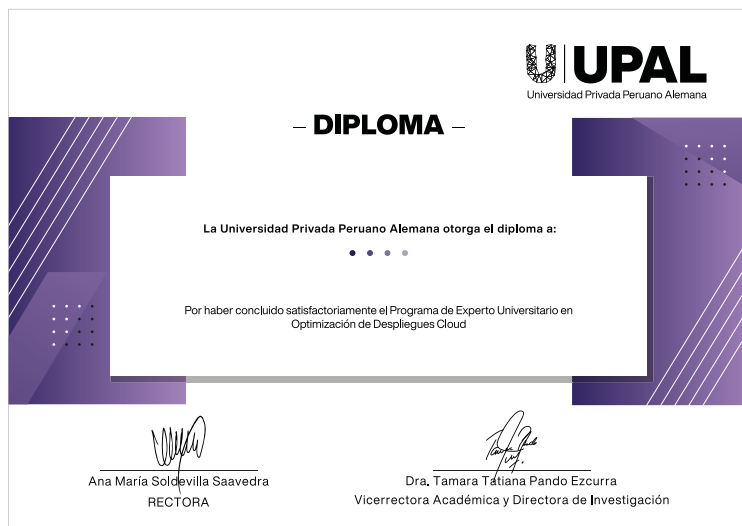 UPAL
Universidad Privada Peruano Alemana
– DIPLOMA –
La Universidad Privada Peruano Alemana otorga el diploma a:
Por haber concluido satisfactoriamente el Programa de Experto Universitario en
Optimización de Despliegues Cloud
Ana María Soldevilla Saavedra
RECTORA
Dra. Tamara Tatiana Pando Ezcurra
Vicerrectora Académica y Directora de Investigación